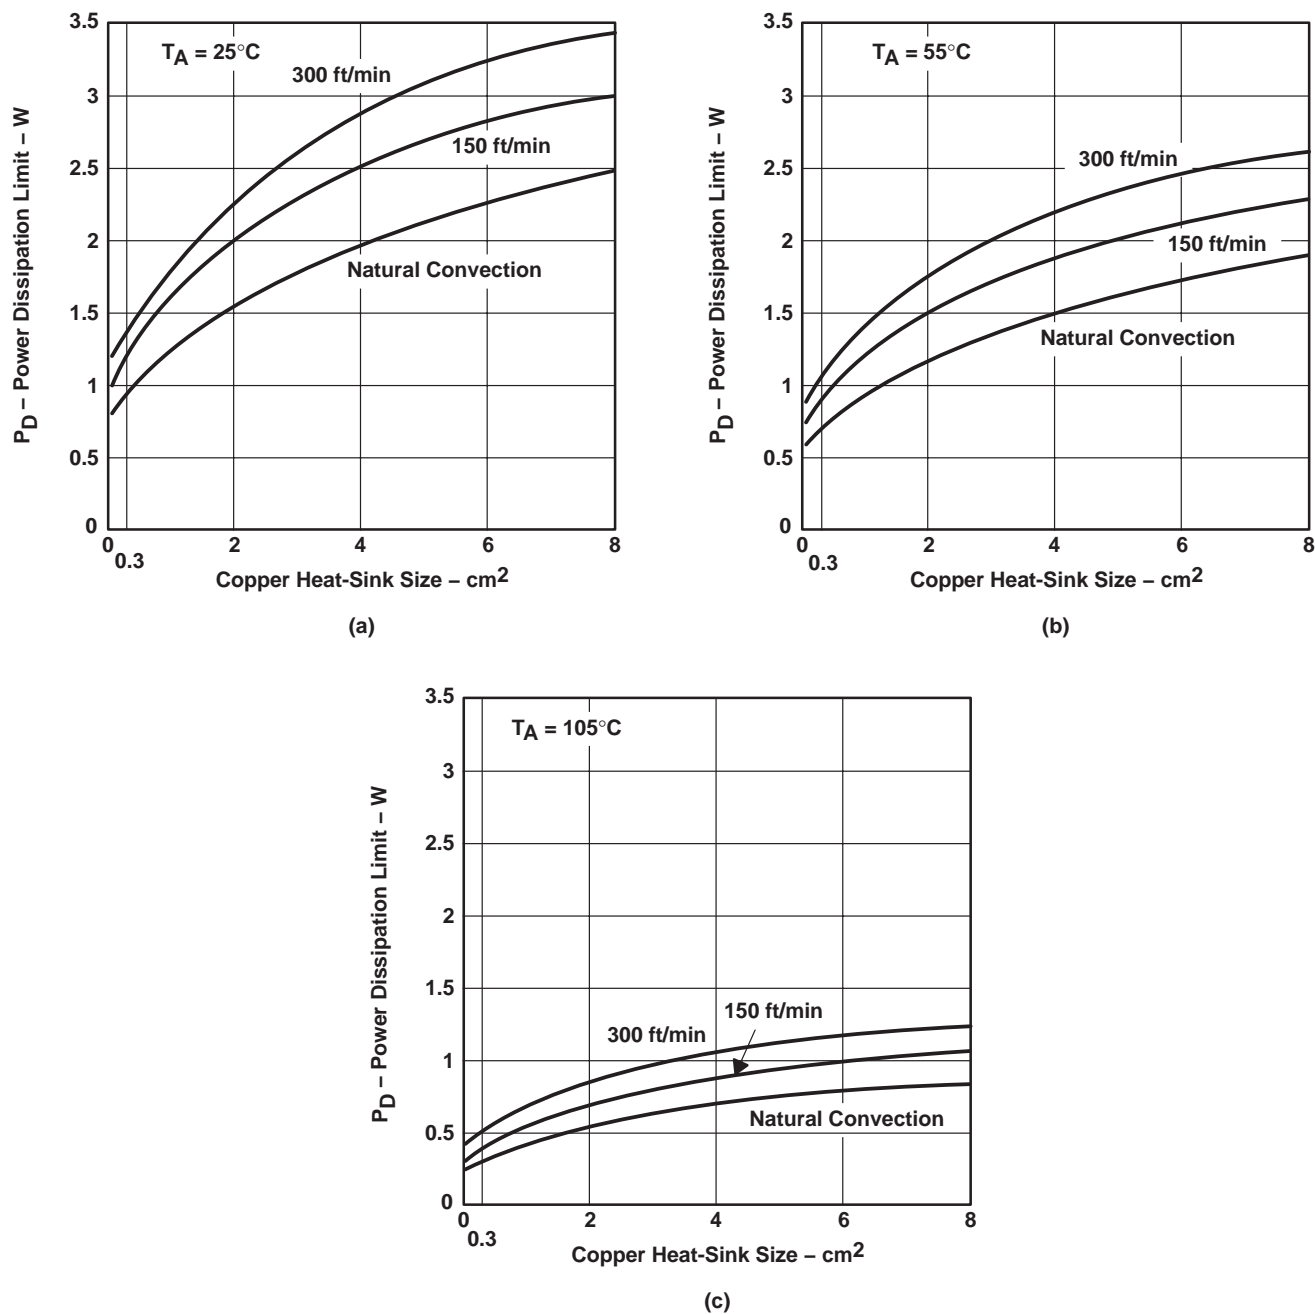 3.5
3
2.5
2
1.5
1
0.5
0
P_D – Power Dissipation Limit – W
T_A = 25°C
300 ft/min
150 ft/min
Natural Convection
0 2 4 6 8
0.3
Copper Heat-Sink Size – cm²
(a)
3.5
3
2.5
2
1.5
1
0.5
0
P_D – Power Dissipation Limit – W
T_A = 55°C
300 ft/min
150 ft/min
Natural Convection
0 2 4 6 8
0.3
Copper Heat-Sink Size – cm²
(b)
3.5
3
2.5
2
1.5
1
0.5
0
P_D – Power Dissipation Limit – W
T_A = 105°C
150 ft/min
300 ft/min
Natural Convection
0 2 4 6 8
0.3
Copper Heat-Sink Size – cm²
(c)